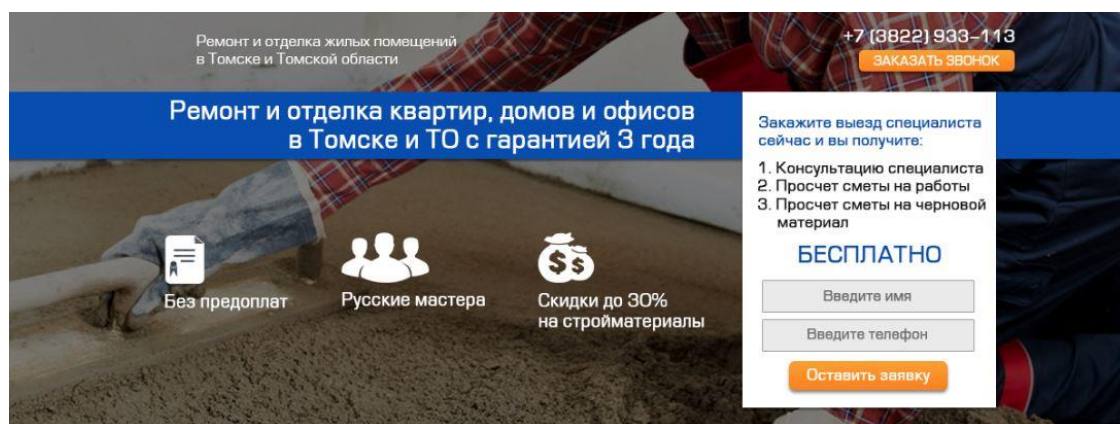 Ремонт и отделка жилых помещений
в Томске и Томской области
+7 (3822) 933-113
ЗАКАЗАТЬ ЗВОНОК
Ремонт и отделка квартир, домов и офисов
в Томске и ТО с гарантией 3 года
Без предоплат
Русские мастера
Скидки до 30%
на стройматериалы
Закажите выезд специалиста
сейчас и вы получите:
1. Консультацию специалиста
2. Просчет сметы на работы
3. Просчет сметы на черновой
материал
БЕСПЛАТНО
Введите имя
Введите телефон
Оставить заявку